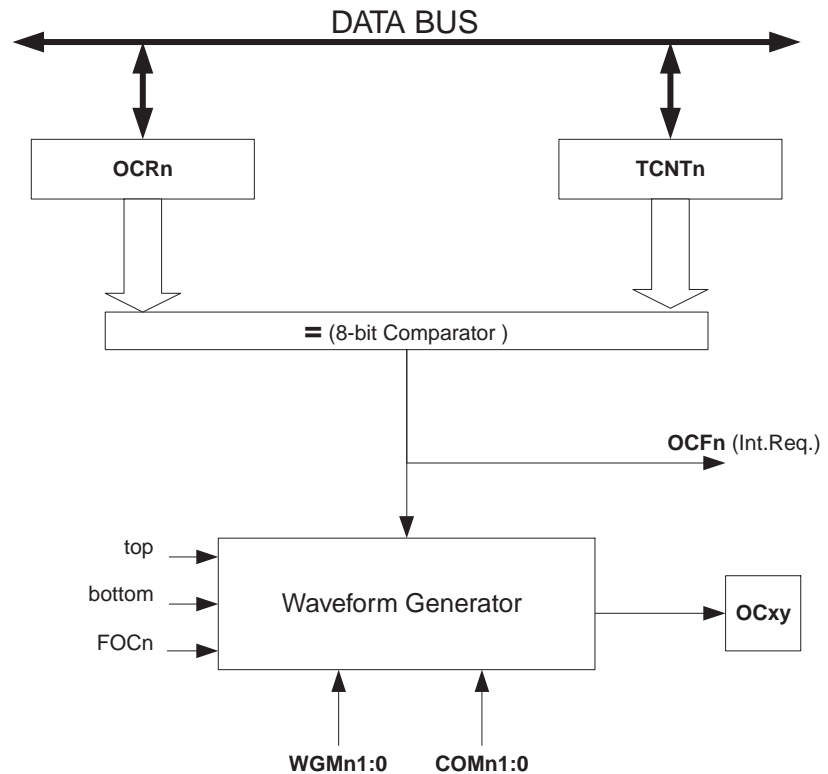 DATA BUS
OCRn
TCNTn
= (8-bit Comparator )
OCFn (Int.Req.)
top
bottom
FOCn
Waveform Generator
OCxy
WGMn1:0
COMn1:0